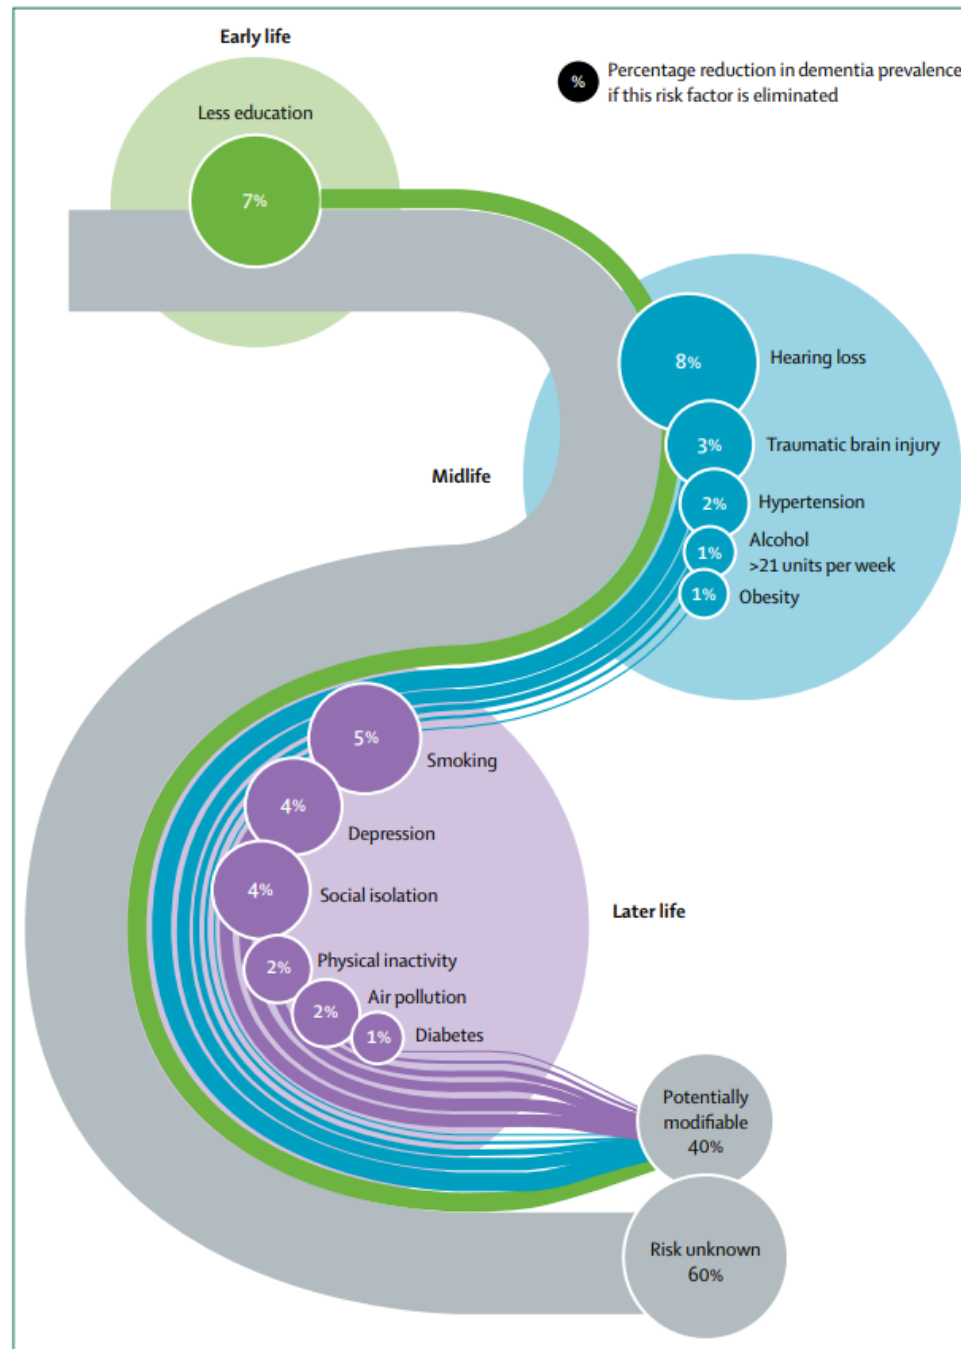 Early life
%
Percentage reduction in dementia prevalence
if this risk factor is eliminated
Less education
7%
8%
Hearing loss
3%
Traumatic brain injury
Midlife
2%
Hypertension
1%
Alcohol
>21 units per week
1%
Obesity
5%
Smoking
4%
Depression
4%
Social isolation
Later life
2%
Physical inactivity
2%
Air pollution
1%
Diabetes
Potentially
modifiable
40%
Risk unknown
60%